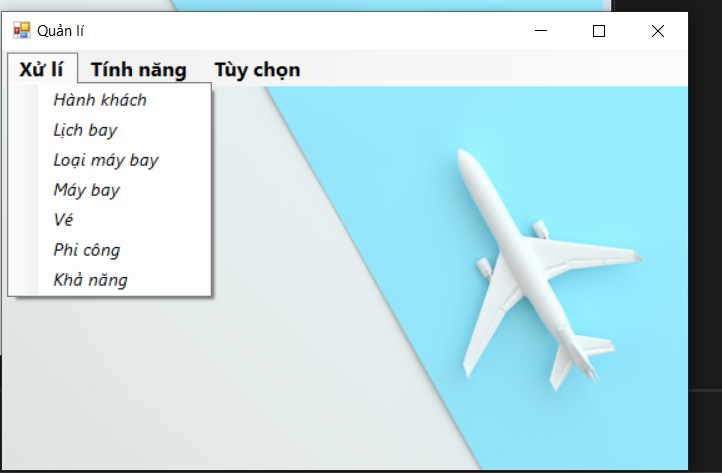 Quản lí
Xử lí Tính năng Tùy chọn
Hành khách
Lịch bay
Loại máy bay
Máy bay
Vé
Phi công
Khả năng